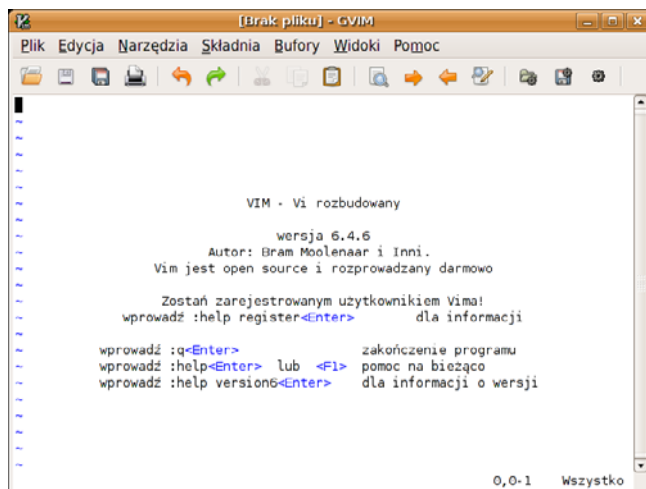 [Brak pliku] - GVIM
Plik Edycja Narzędzia Składnia Bufory Widoki Pomoc
~
~
~
~
~
~ VIM - Vi rozbudowany
~
~ wersja 6.4.6
~ Autor: Bram Moolenaar i Inni.
~ Vim jest open source i rozprowadzany darmowo
~
~ Zostań zarejestrowanym użytkownikiem Vima!
~ wprowadź :help register<Enter> dla informacji
~
~ wprowadź :q<Enter> zakończenie programu
~ wprowadź :help<Enter> lub <F1> pomoc na bieżąco
~ wprowadź :help version6<Enter> dla informacji o wersji
~
~
~
~
~
0,0-1 Wszystko